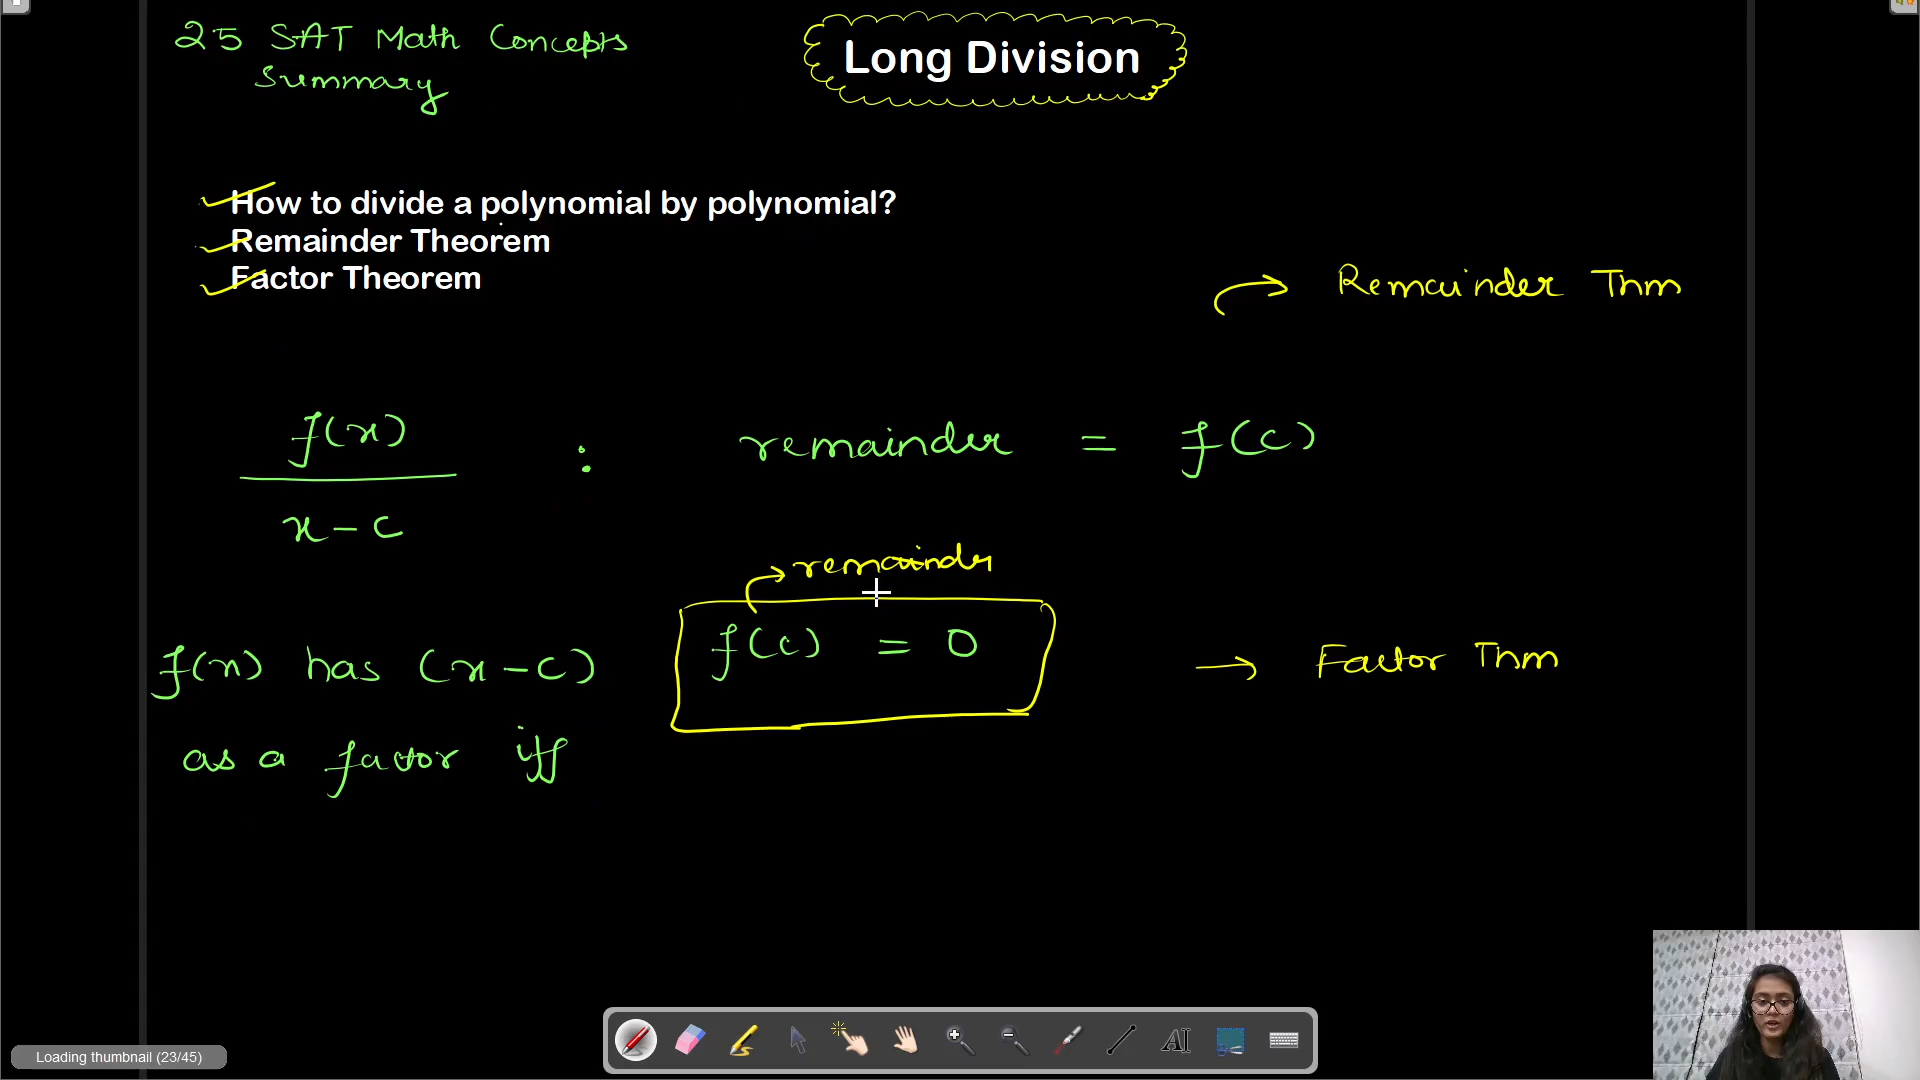 25 SAT Math Concepts
Summary
Long Division
How to divide a polynomial by polynomial?
Remainder Theorem
Factor Theorem
Remainder Thm
f(x)
x - c
: remainder = f(c)
remainder
f(x) has (x - c)
as a factor iff
f(c) = 0
Factor Thm
Loading thumbnail (23/45)
AI